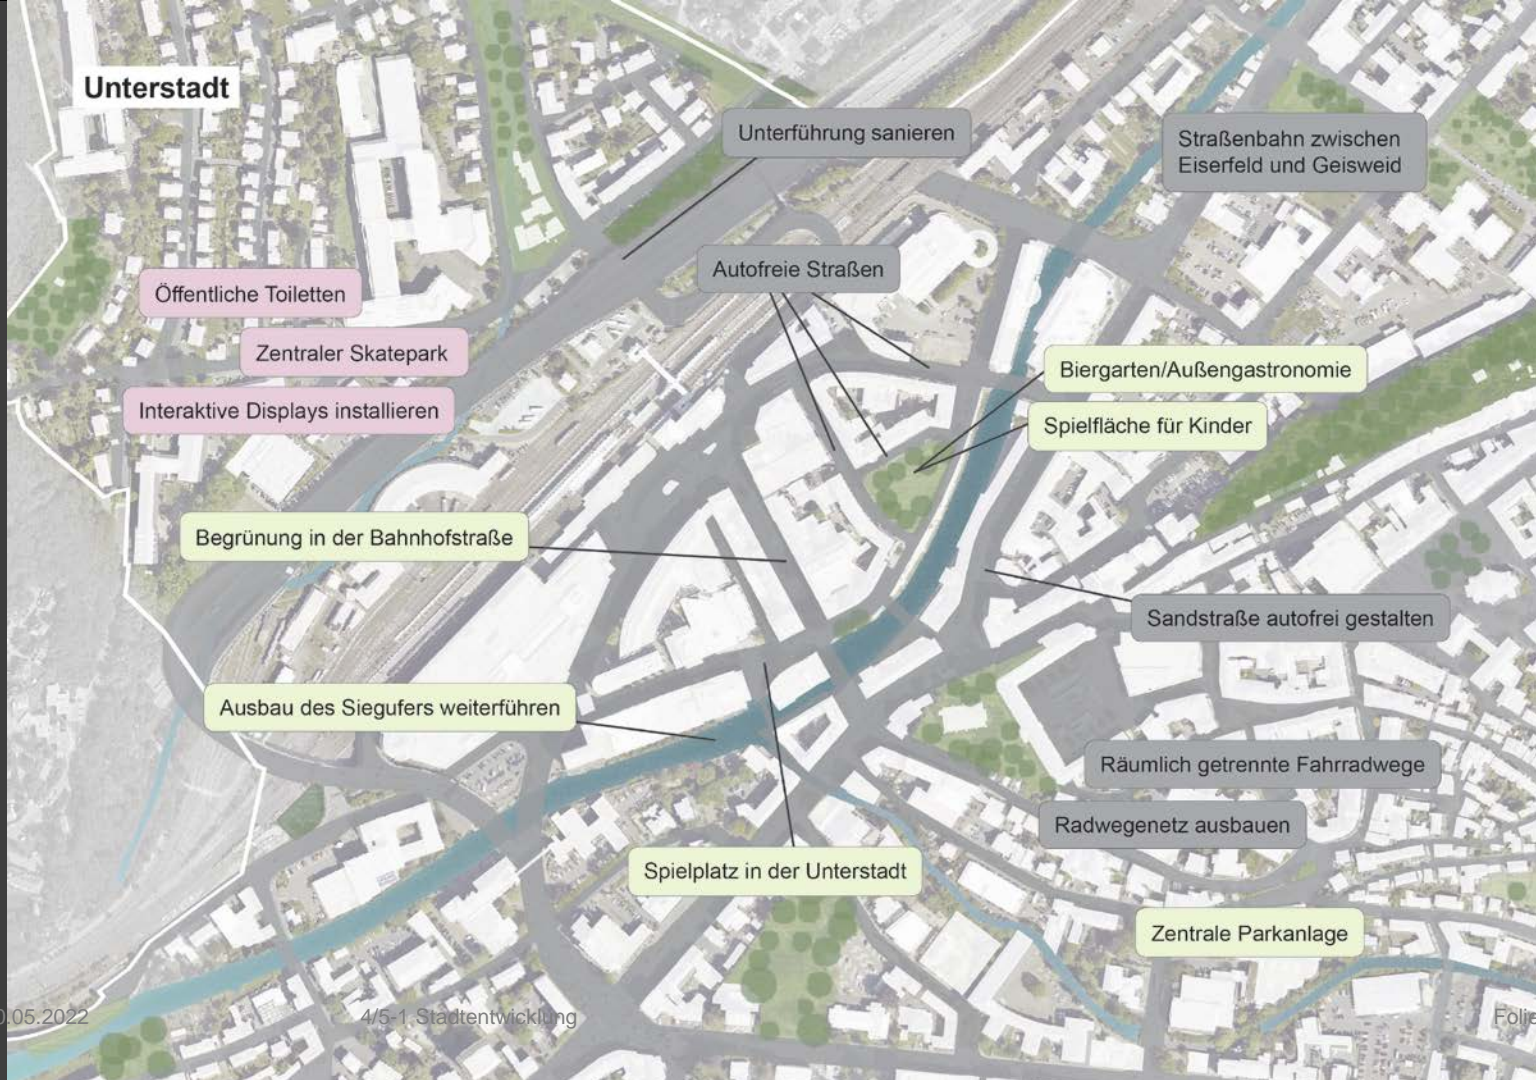 Unterstadt
Unterführung sanieren
Straßenbahn zwischen
Eiserfeld und Geisweid
Autofreie Straßen
Öffentliche Toiletten
Zentraler Skatepark
Interaktive Displays installieren
Biergarten/Außengastronomie
Spielfläche für Kinder
Begrünung in der Bahnhofstraße
Sandstraße autofrei gestalten
Ausbau des Siegufers weiterführen
Räumlich getrennte Fahrradwege
Radwegenetz ausbauen
Spielplatz in der Unterstadt
Zentrale Parkanlage
.05.2022
4/5-1 Stadtentwicklung